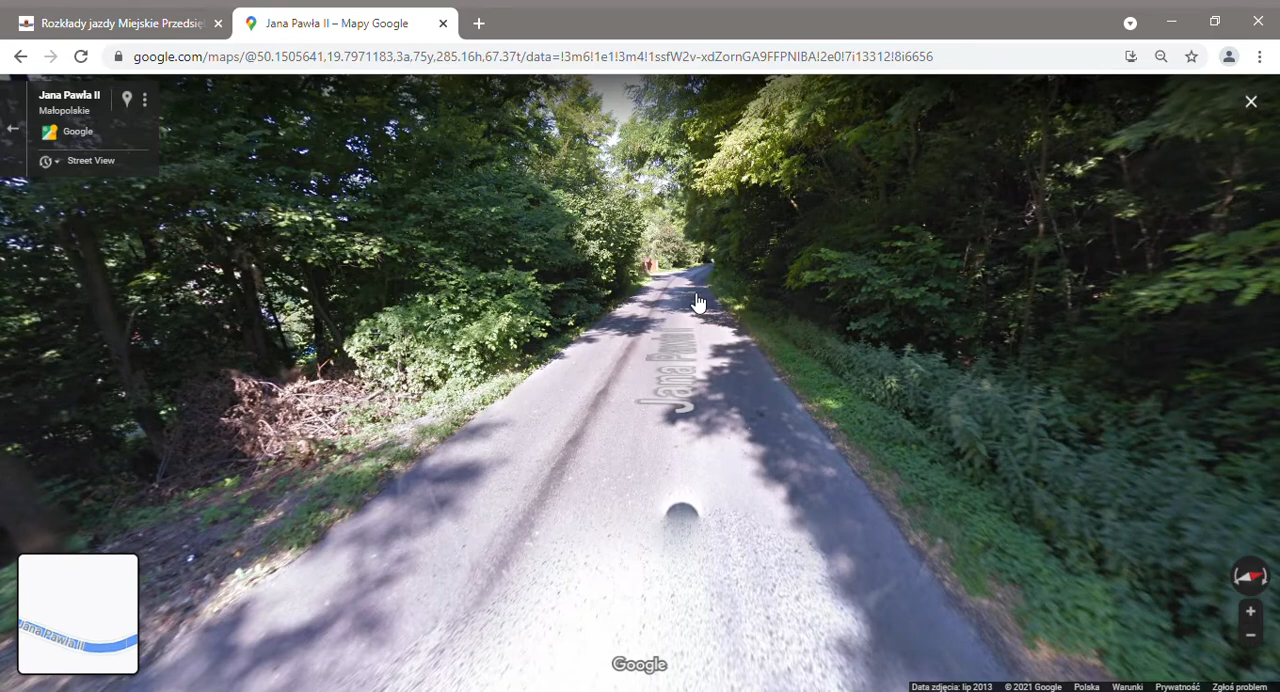 Rozkłady jazdy Miejskie Przedsię
Jana Pawła II – Mapy Google
google.com/maps/@50.1505641,19.7971183,3a,75y,285.16h,67.37t/data=!3m6!1e1!3m4!1ssfW2v-xdZornGA9FFPNIBA!2e0!7i13312!8i6656
Jana Pawła II
Małopolskie
Google
Street View
Jana Pawła II
Jana Pawła II
Google
Data zdjęcia: lip 2013 © 2021 Google Polska Warunki Prywatność Zgłoś problem